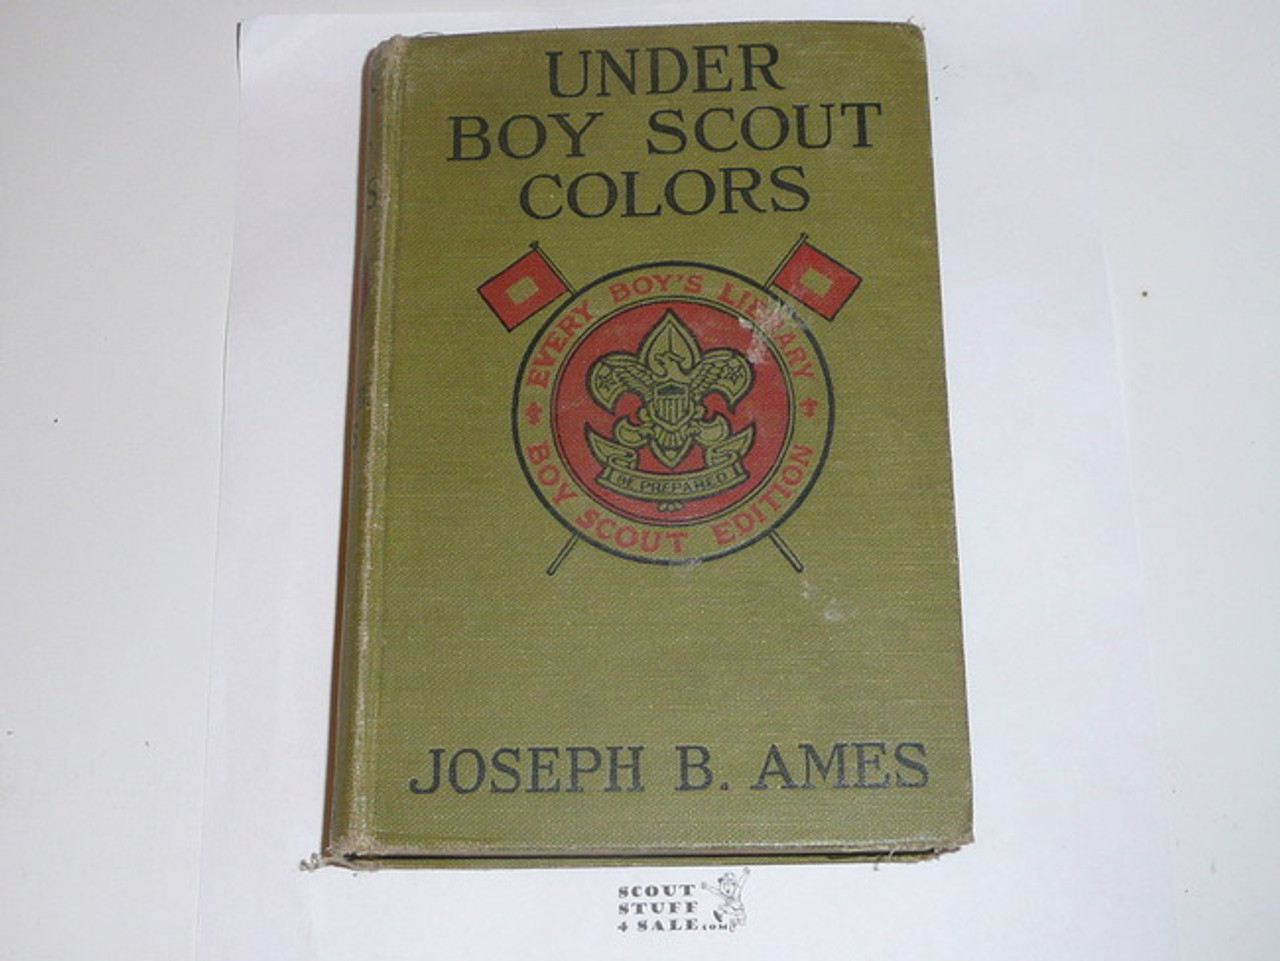 UNDER
BOY SCOUT
COLORS
EVERY BOY'S LIBRARY
BE PREPARED
BOY SCOUT EDITION
JOSEPH B. AMES
SCOUT
STUFF
4 SALE.com